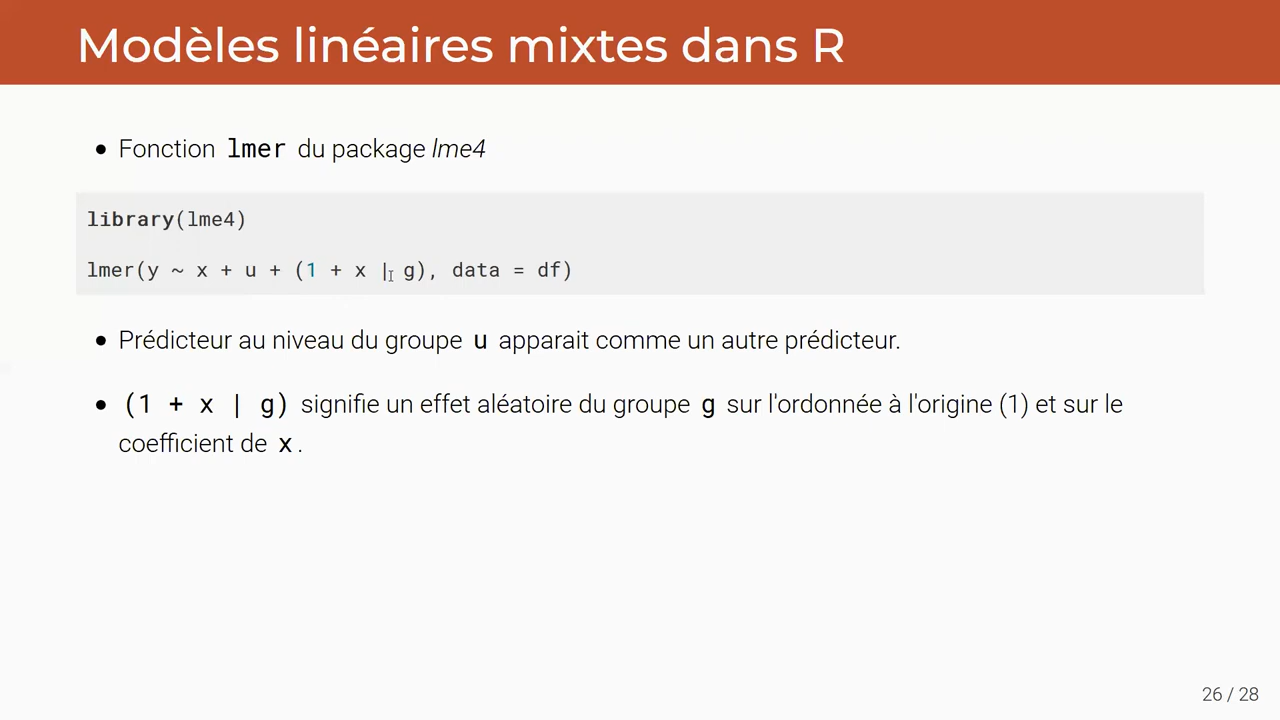 Modèles linéaires mixtes dans R
• Fonction lmer du package lme4
library(lme4)
lmer(y ~ x + u + (1 + x | g), data = df)
• Prédicteur au niveau du groupe u apparait comme un autre prédicteur.
• (1 + x | g) signifie un effet aléatoire du groupe g sur l'ordonnée à l'origine (1) et sur le
coefficient de x.
26 / 28